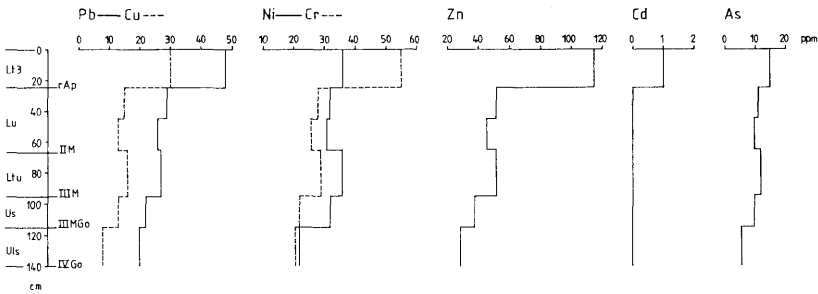 Pb Cu Ni Cr Zn Cd As
10 20 30 40 50 10 20 30 40 50 60 20 40 60 80 100 120 0 1 2 10 20 ppm
0
Lt3
20 rAp
40
Lu
60 IIM
80
Ltu
IIIM
100
Us
IIIMGo
120
Uls
140 IVGo
cm